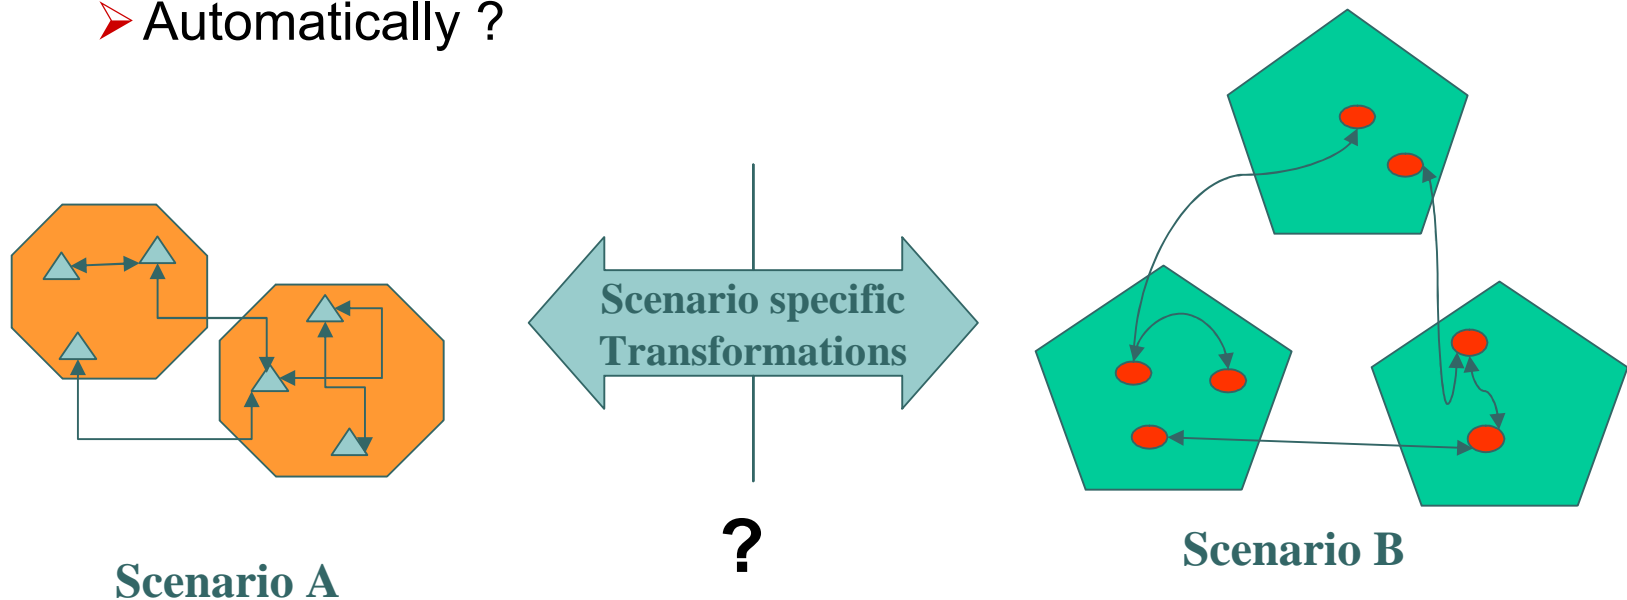 Automatically ?
Scenario specific
Transformations
?
Scenario A
Scenario B